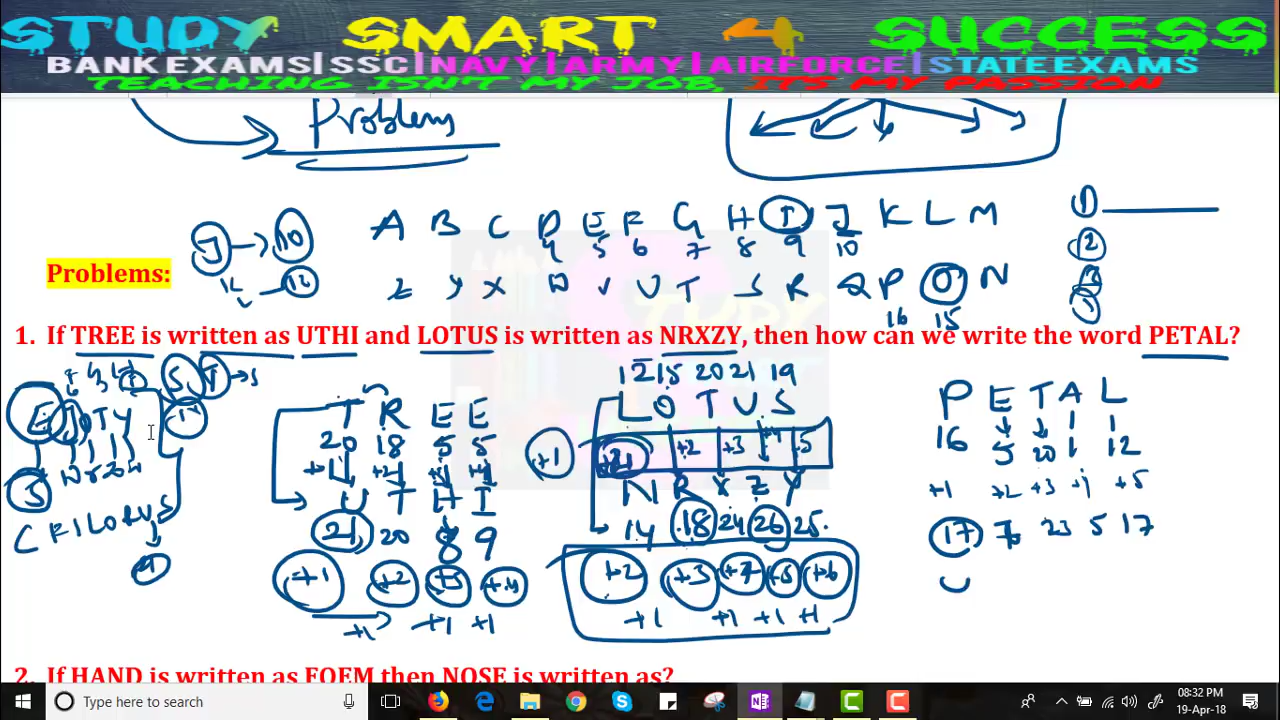 STUDY SMART 4 SUCCESS
BANK EXAMS|SSC|NAVY|ARMY|AIRFORCE|STATE EXAMS
TEACHING ISN'T MY JOB, IT'S MY PASSION
Problems
A B C D E F G H I J K L M
4 5 6 7 8 9 10
J → 10
Z Y X W V U T S R Q P O N
16 15
Problems:
1. If TREE is written as UTHI and LOTUS is written as NRXZY, then how can we write the word PETAL?
12 15 20 21 19
T R E E
L O T U S
P E T A L
20 18 5 5
16 5 20 1 12
+1
+2 +3 +4 +5
+1 +2 +3 +4 +5
U T H I
N R X Z Y
21 20 8 9
14 18 24 26 25
17 7 23 5 17
+1 +2 +3 +4
+2 +3 +4 +5 +6
+1 +1 +1
+1 +1 +1 +1
2. If HAND is written as FOEM then NOSE is written as?
Type here to search
08:32 PM
19-Apr-18